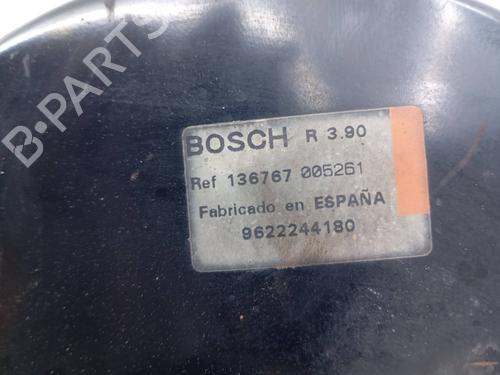 B-PARTS
BOSCH R 3.90
Ref 136767 005261
Fabricado en ESPAÑA
9622244180